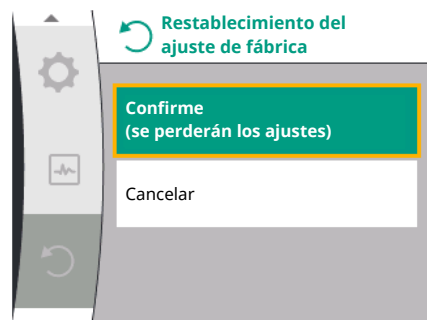 Restablecimiento del
ajuste de fábrica
Confirme
(se perderán los ajustes)
Cancelar